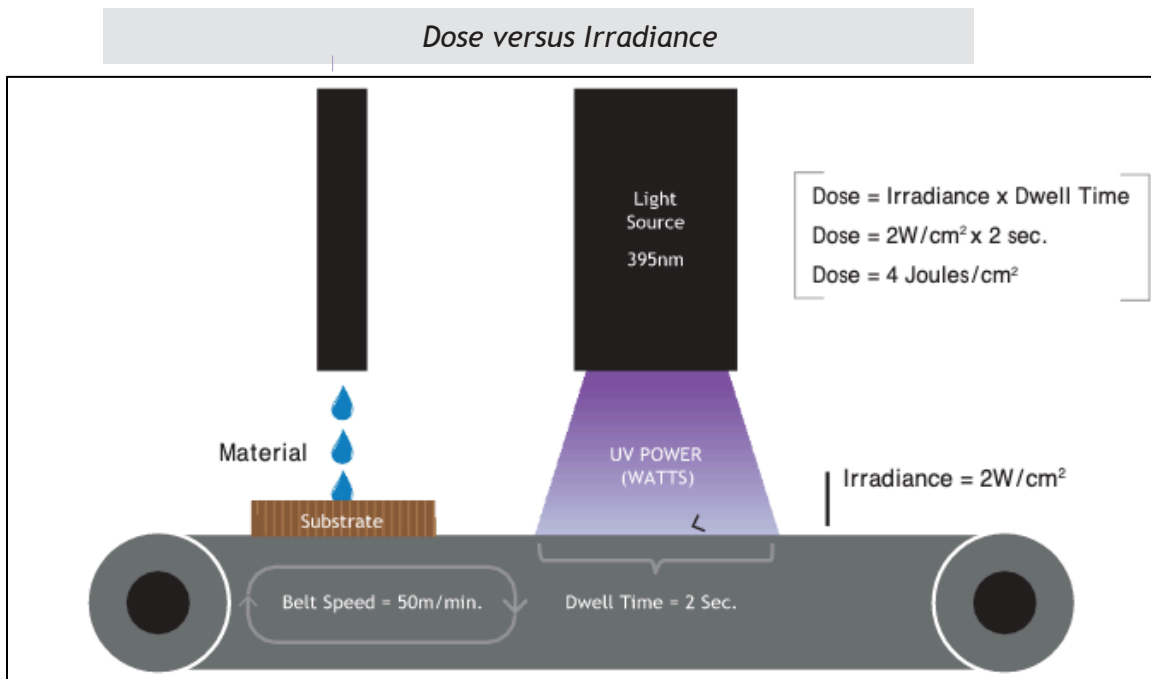 Dose versus Irradiance
Light
Source
395nm
Dose = Irradiance x Dwell Time
Dose = 2W/cm² x 2 sec.
Dose = 4 Joules/cm²
Material
UV POWER
(WATTS)
Irradiance = 2W/cm²
Substrate
Belt Speed = 50m/min.
Dwell Time = 2 Sec.